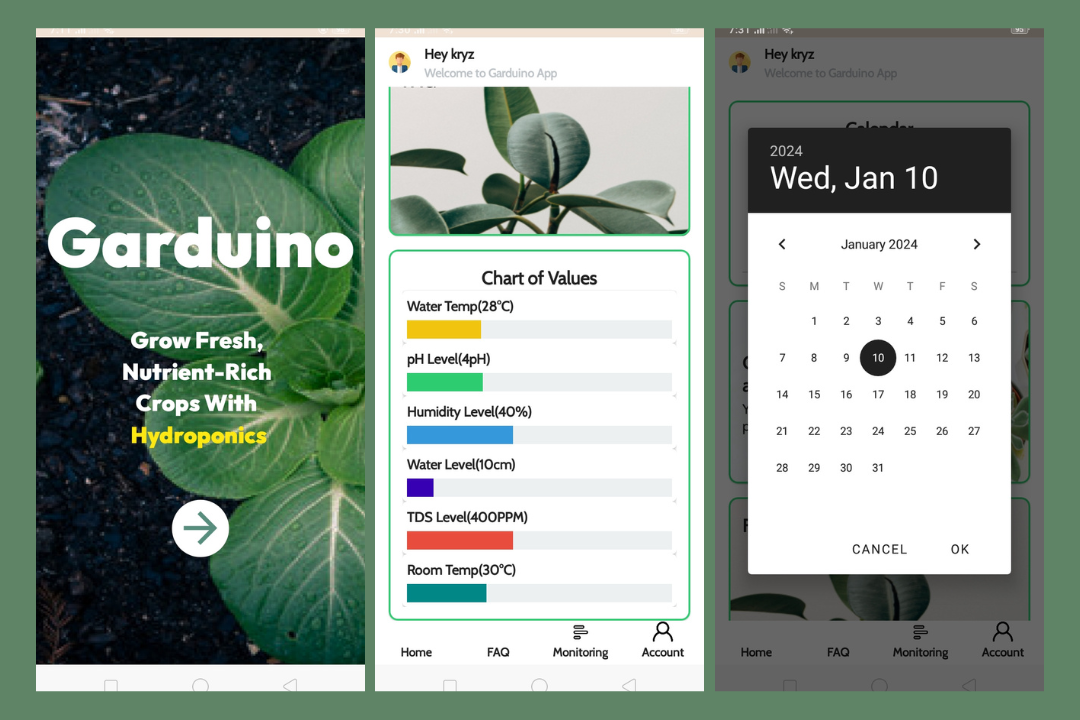 Garduino
Grow Fresh,
Nutrient-Rich
Crops With
Hydroponics
Hey kryz
Welcome to Garduino App
Chart of Values
Water Temp(28°C)
pH Level(4pH)
Humidity Level(40%)
Water Level(10cm)
TDS Level(400PPM)
Room Temp(30°C)
Home FAQ Monitoring Account
7:31
Hey kryz
Welcome to Garduino App
Calendar
2024
Wed, Jan 10
January 2024
S M T W T F S
1 2 3 4 5 6
7 8 9 10 11 12 13
14 15 16 17 18 19 20
21 22 23 24 25 26 27
28 29 30 31
CANCEL OK
Home FAQ Monitoring Account